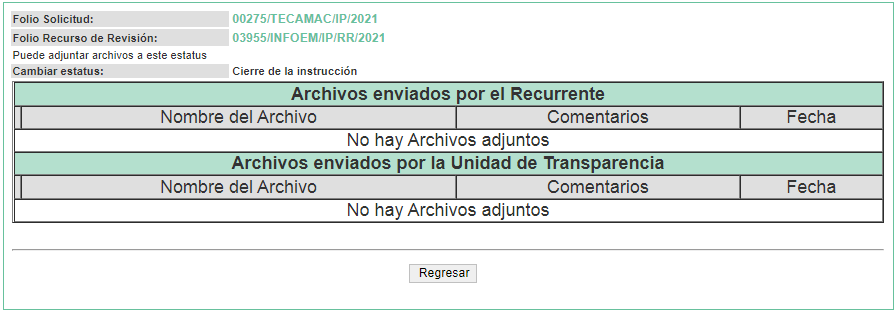 Folio Solicitud: 00275/TECAMAC/IP/2021
Folio Recurso de Revisión: 03955/INFOEM/IP/RR/2021
Puede adjuntar archivos a este estatus
Cambiar estatus: Cierre de la instrucción
Archivos enviados por el Recurrente
Nombre del Archivo Comentarios Fecha
No hay Archivos adjuntos
Archivos enviados por la Unidad de Transparencia
Nombre del Archivo Comentarios Fecha
No hay Archivos adjuntos
Regresar